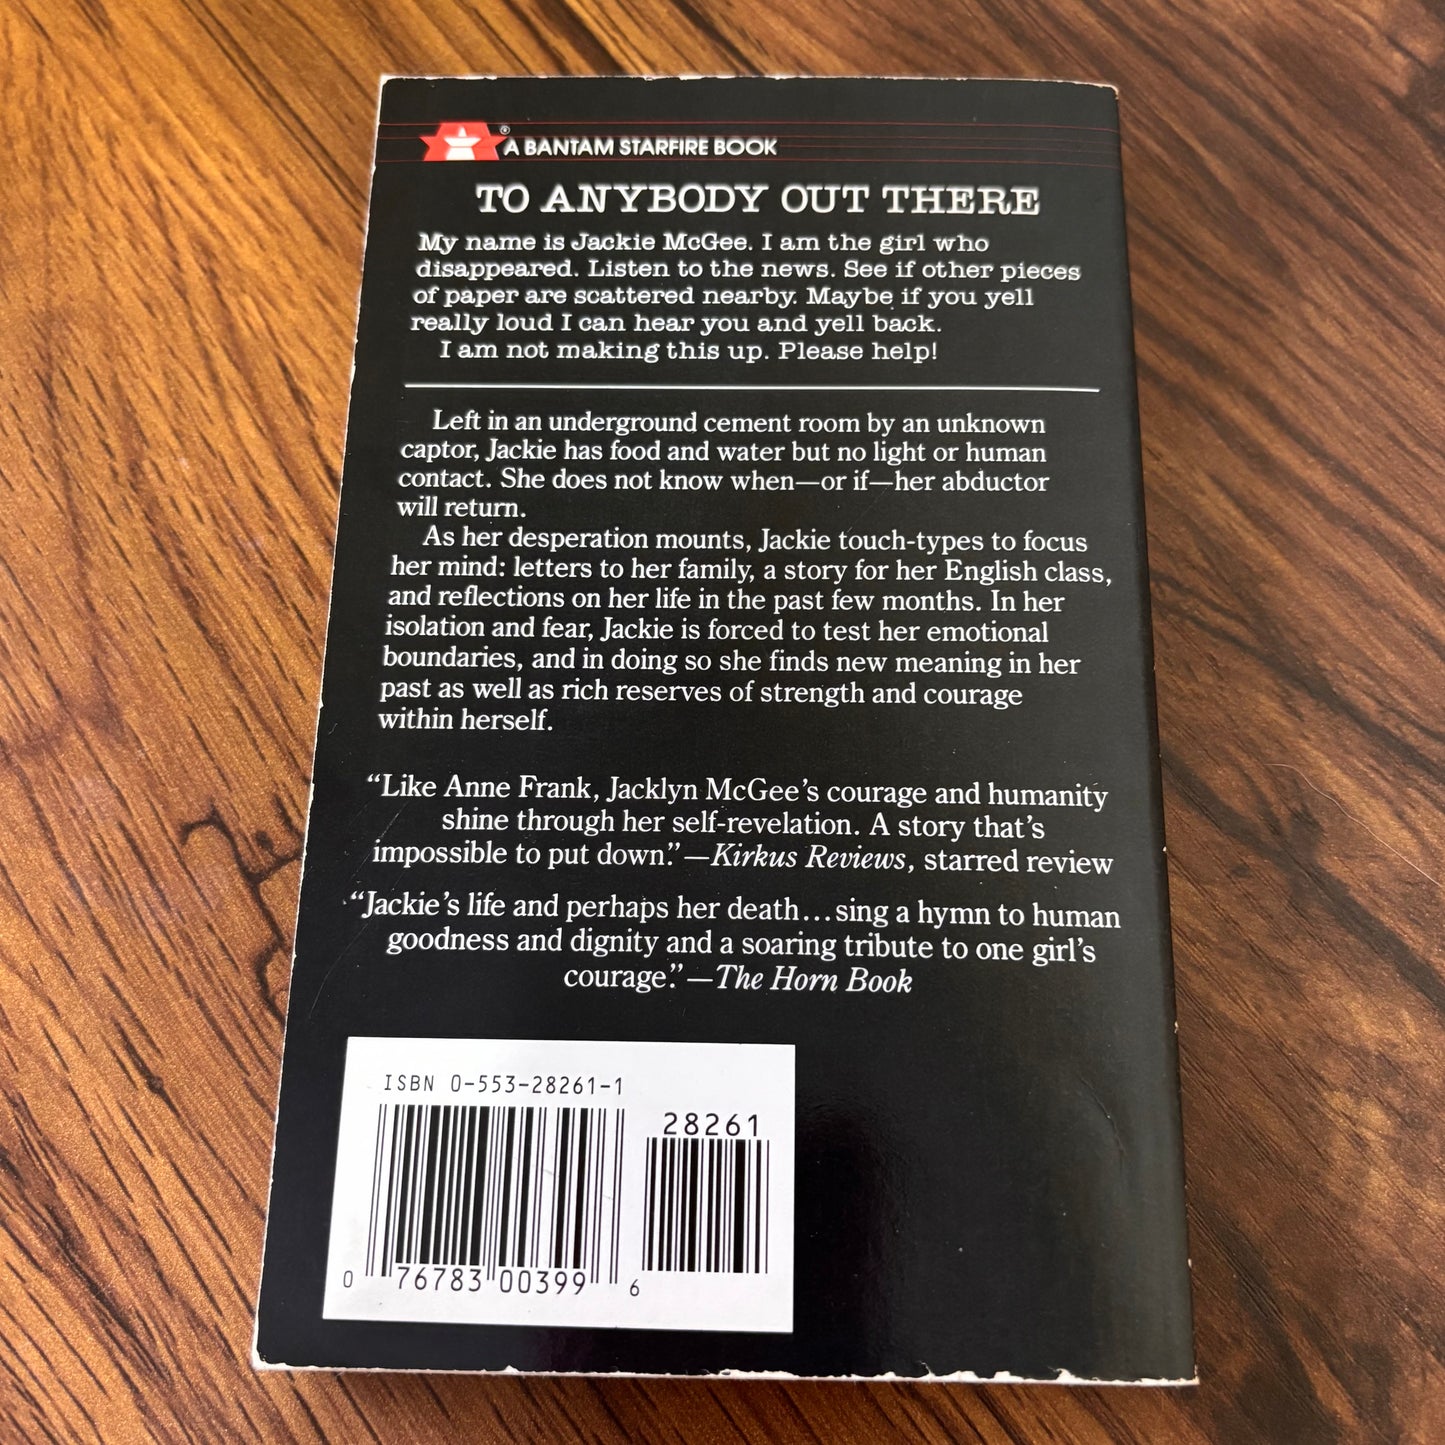 ® A BANTAM STARFIRE BOOK
TO ANYBODY OUT THERE
My name is Jackie McGee. I am the girl who
disappeared. Listen to the news. See if other pieces
of paper are scattered nearby. Maybe if you yell
really loud I can hear you and yell back.
I am not making this up. Please help!
Left in an underground cement room by an unknown
captor, Jackie has food and water but no light or human
contact. She does not know when—or if—her abductor
will return.
As her desperation mounts, Jackie touch-types to focus
her mind: letters to her family, a story for her English class,
and reflections on her life in the past few months. In her
isolation and fear, Jackie is forced to test her emotional
boundaries, and in doing so she finds new meaning in her
past as well as rich reserves of strength and courage
within herself.
“Like Anne Frank, Jacklyn McGee’s courage and humanity
shine through her self-revelation. A story that’s
impossible to put down.”—Kirkus Reviews, starred review
“Jackie’s life and perhaps her death...sing a hymn to human
goodness and dignity and a soaring tribute to one girl’s
courage.”—The Horn Book
ISBN 0-553-28261-1
28261
0 76783 00399 6